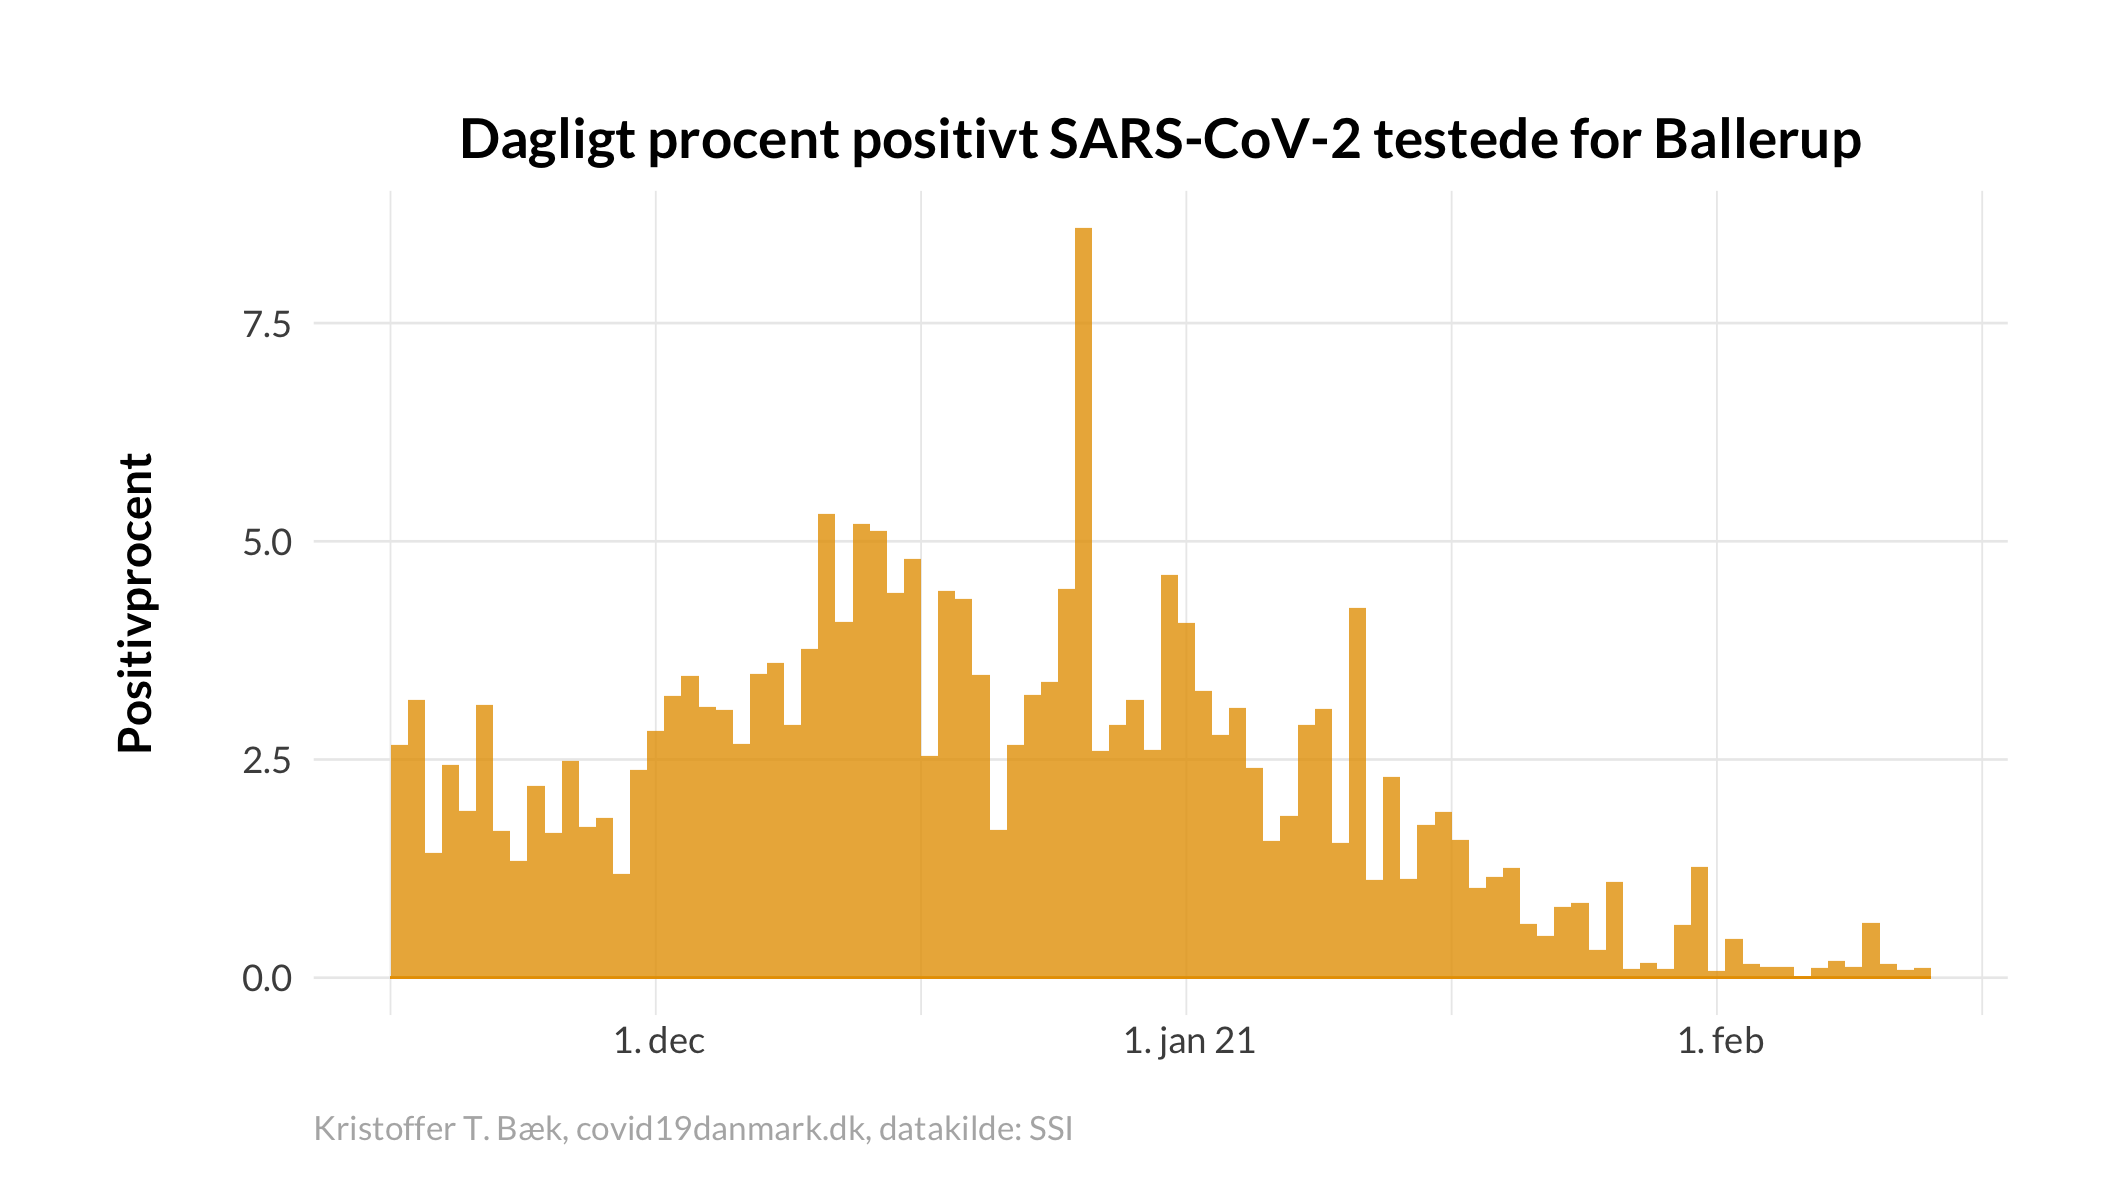 Dagligt procent positivt SARS-CoV-2 testede for Ballerup
Positivprocent
7.5
5.0
2.5
0.0
1. dec
1. jan 21
1. feb
Kristoffer T. Bæk, covid19danmark.dk, datakilde: SSI